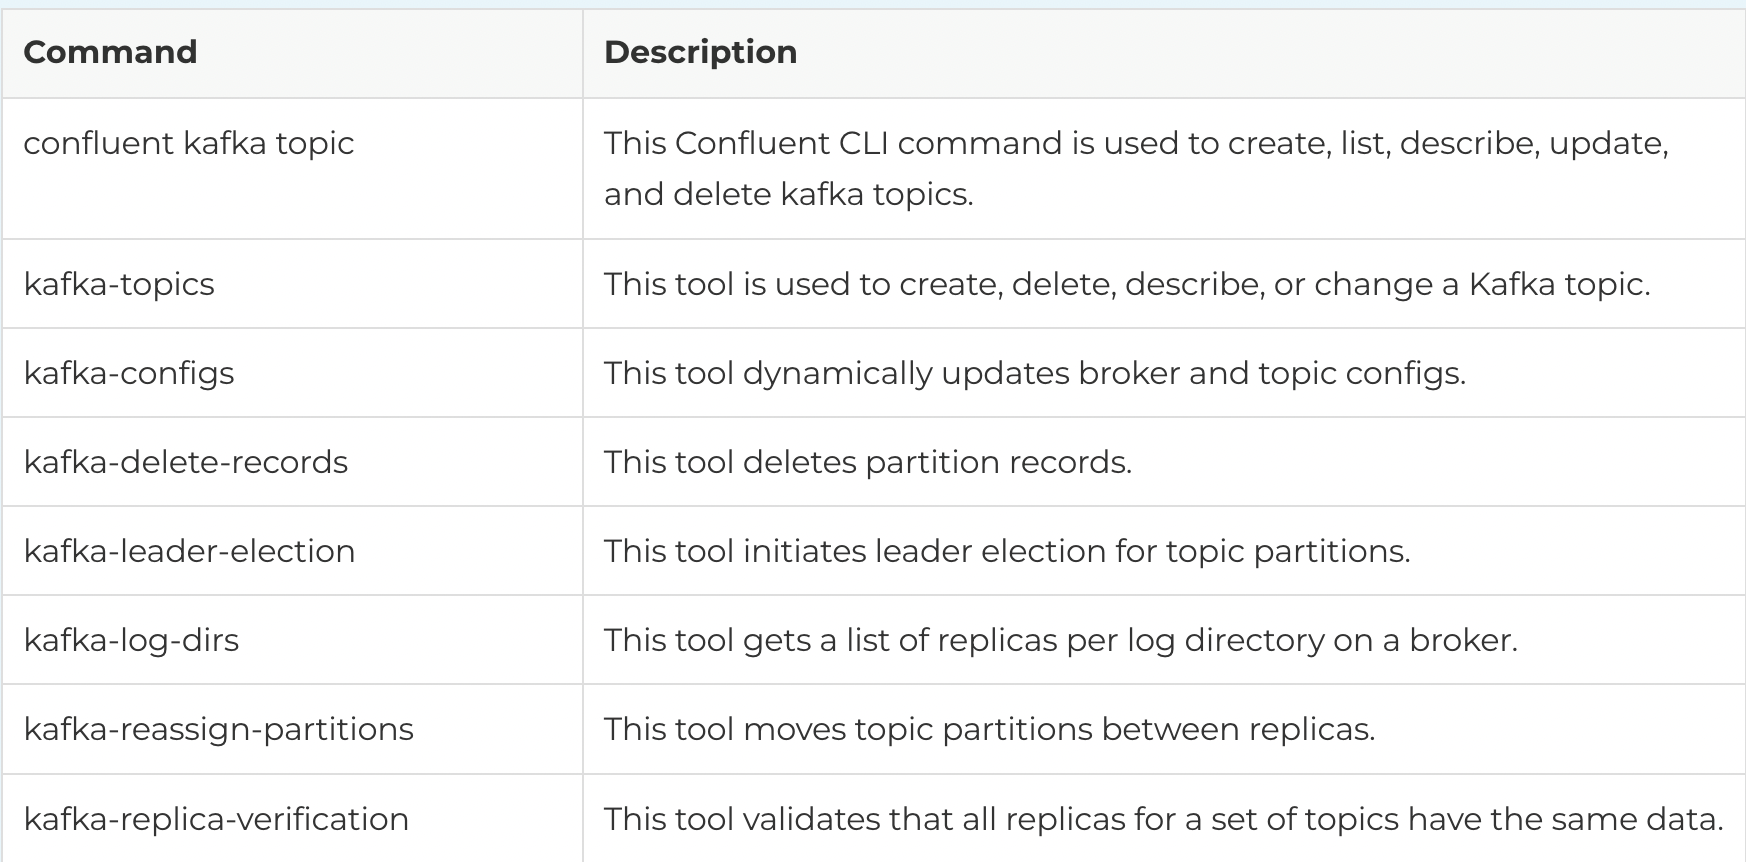 Command
Description
confluent kafka topic
This Confluent CLI command is used to create, list, describe, update,
and delete kafka topics.
kafka-topics
This tool is used to create, delete, describe, or change a Kafka topic.
kafka-configs
This tool dynamically updates broker and topic configs.
kafka-delete-records
This tool deletes partition records.
kafka-leader-election
This tool initiates leader election for topic partitions.
kafka-log-dirs
This tool gets a list of replicas per log directory on a broker.
kafka-reassign-partitions
This tool moves topic partitions between replicas.
kafka-replica-verification
This tool validates that all replicas for a set of topics have the same data.